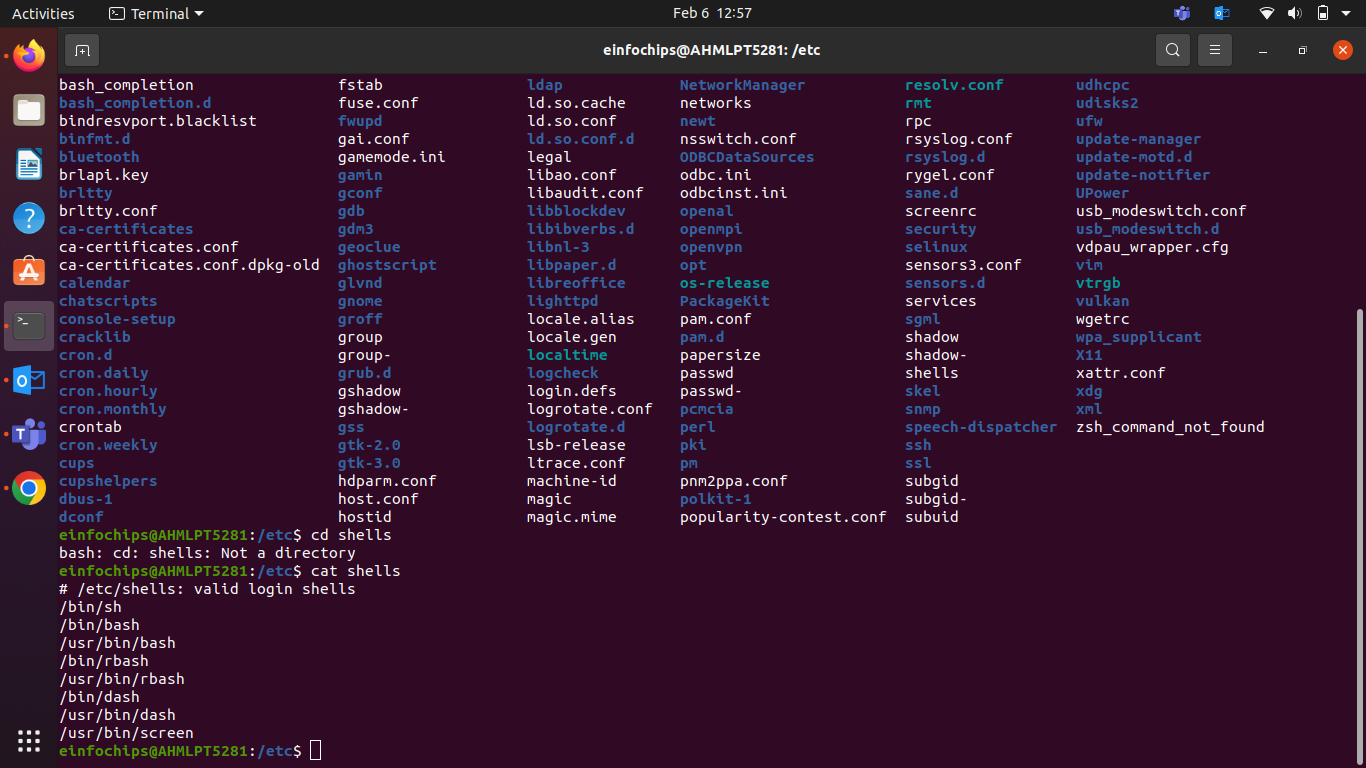 Activities Terminal Feb 6 12:57
einfochips@AHMLPT5281: /etc
bash_completion fstab ldap NetworkManager resolv.conf udhcpc
bash_completion.d fuse.conf ld.so.cache networks rmt udisks2
bindresvport.blacklist fwupd ld.so.conf newt rpc ufw
binfmt.d gai.conf ld.so.conf.d nsswitch.conf rsyslog.conf update-manager
bluetooth gamemode.ini legal ODBCDataSources rsyslog.d update-motd.d
brlapi.key gamin libao.conf odbc.ini rygel.conf update-notifier
brltty gconf libaudit.conf odbcinst.ini sane.d UPower
brltty.conf gdb libblockdev openal screenrc usb_modeswitch.conf
ca-certificates gdm3 libibverbs.d openmpi security usb_modeswitch.d
ca-certificates.conf geoclue libnl-3 openvpn selinux vdpau_wrapper.cfg
ca-certificates.conf.dpkg-old ghostscript libpaper.d opt sensors3.conf vim
calendar glvnd libreoffice os-release sensors.d vtrgb
chatscripts gnome lighttpd PackageKit services vulkan
console-setup groff locale.alias pam.conf sgml wgetrc
cracklib group locale.gen pam.d shadow wpa_supplicant
cron.d group- localtime papersize shadow- X11
cron.daily grub.d logcheck passwd shells xattr.conf
cron.hourly gshadow login.defs passwd- skel xdg
cron.monthly gshadow- logrotate.conf pcmcia snmp xml
crontab gss logrotate.d perl speech-dispatcher zsh_command_not_found
cron.weekly gtk-2.0 lsb-release pki ssh
cups gtk-3.0 ltrace.conf pm ssl
cupshelpers hdparm.conf machine-id pnm2ppa.conf subgid
dbus-1 host.conf magic polkit-1 subgid-
dconf hostid magic.mime popularity-contest.conf subuid
einfochips@AHMLPT5281:/etc$ cd shells
bash: cd: shells: Not a directory
einfochips@AHMLPT5281:/etc$ cat shells
# /etc/shells: valid login shells
/bin/sh
/bin/bash
/usr/bin/bash
/bin/rbash
/usr/bin/rbash
/bin/dash
/usr/bin/dash
/usr/bin/screen
einfochips@AHMLPT5281:/etc$